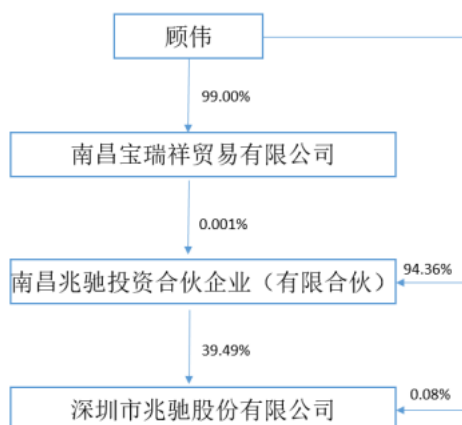 顾伟
99.00%
南昌宝瑞祥贸易有限公司
0.001%
南昌兆驰投资合伙企业（有限合伙）
94.36%
39.49%
深圳市兆驰股份有限公司
0.08%